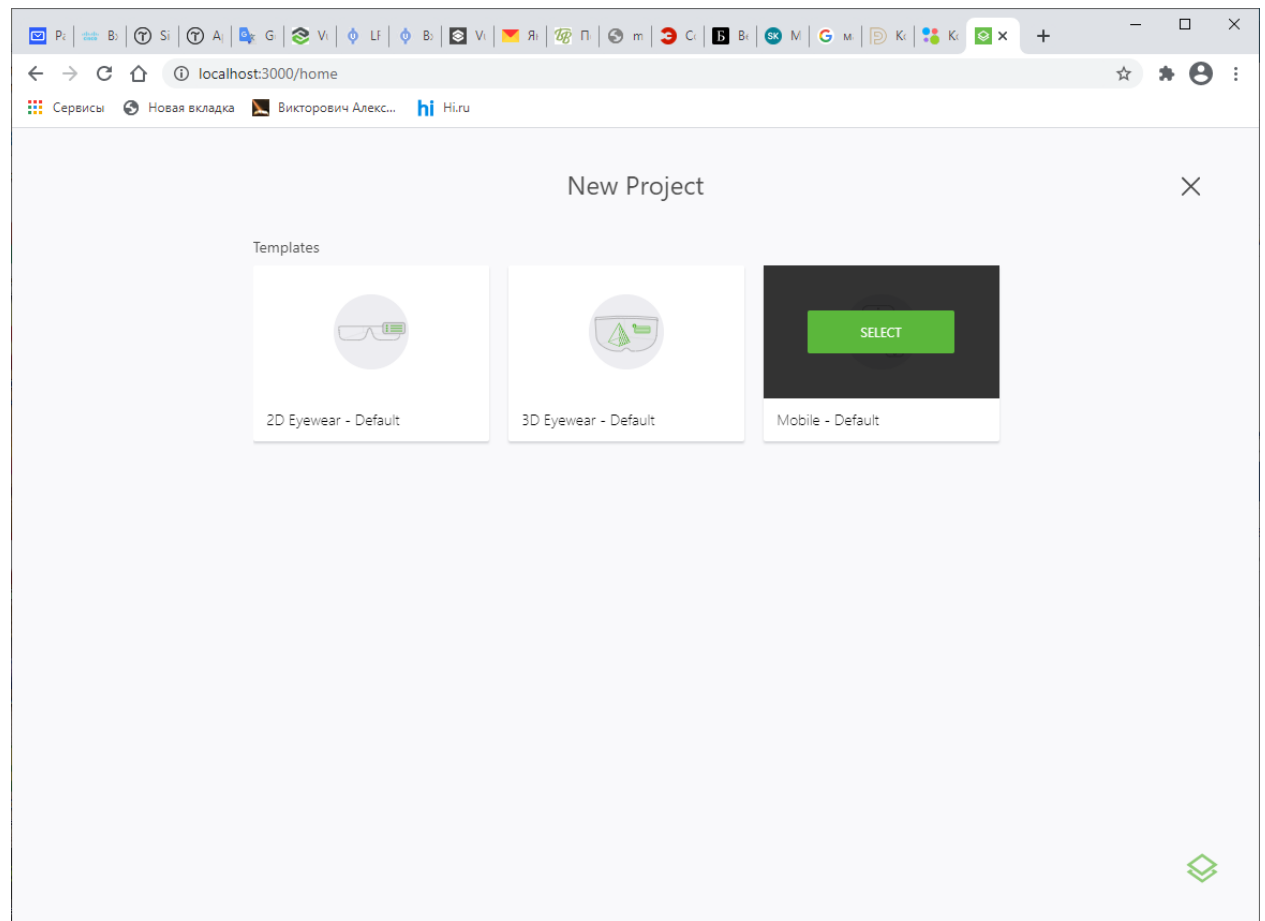 localhost:3000/home
Сервисы Новая вкладка Викторович Алекс... hi Hi.ru
New Project
Templates
SELECT
2D Eyewear - Default 3D Eyewear - Default Mobile - Default